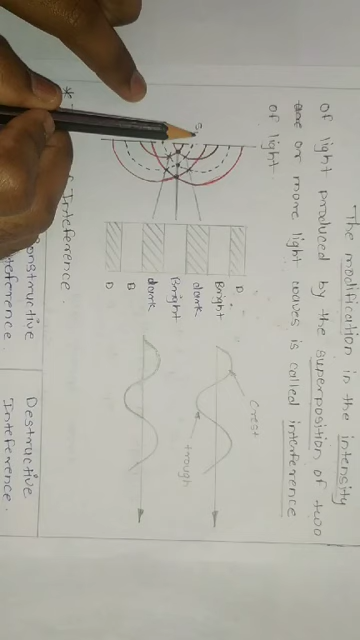 The modification in the intensity
of light produced by the superposition of two
or more light waves is called interference
of light.
S
D
Bright
dark
Bright
dark
B
D
Crest
trough
* of Interference.
Constructive
Interference.
Destructive
Interference.